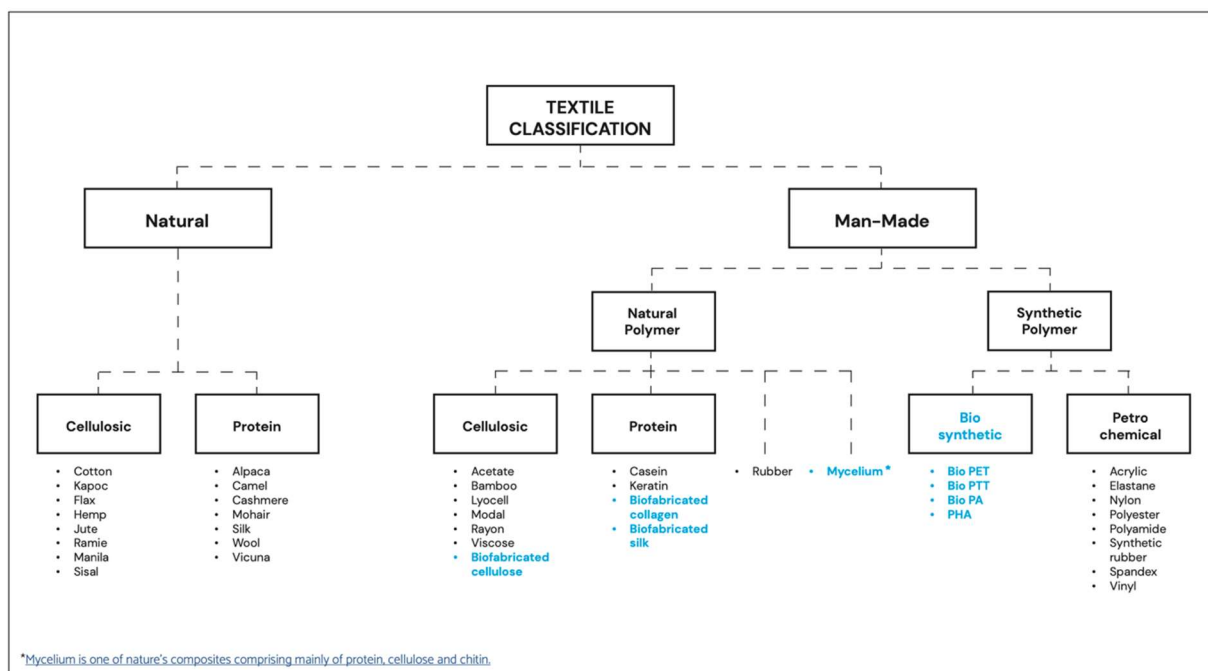 TEXTILE
CLASSIFICATION
Natural
Man-Made
Natural
Polymer
Synthetic
Polymer
Cellulosic
• Cotton
• Kapoc
• Flax
• Hemp
• Jute
• Ramie
• Manila
• Sisal
Protein
• Alpaca
• Camel
• Cashmere
• Mohair
• Silk
• Wool
• Vicuna
Cellulosic
• Acetate
• Bamboo
• Lyocell
• Modal
• Rayon
• Viscose
• Biofabricated
cellulose
Protein
• Casein
• Keratin
• Biofabricated
collagen
• Biofabricated
silk
• Rubber
• Mycelium*
Bio
synthetic
• Bio PET
• Bio PTT
• Bio PA
• PHA
Petro
chemical
• Acrylic
• Elastane
• Nylon
• Polyester
• Polyamide
• Synthetic
rubber
• Spandex
• Vinyl
*Mycelium is one of nature's composites comprising mainly of protein, cellulose and chitin.